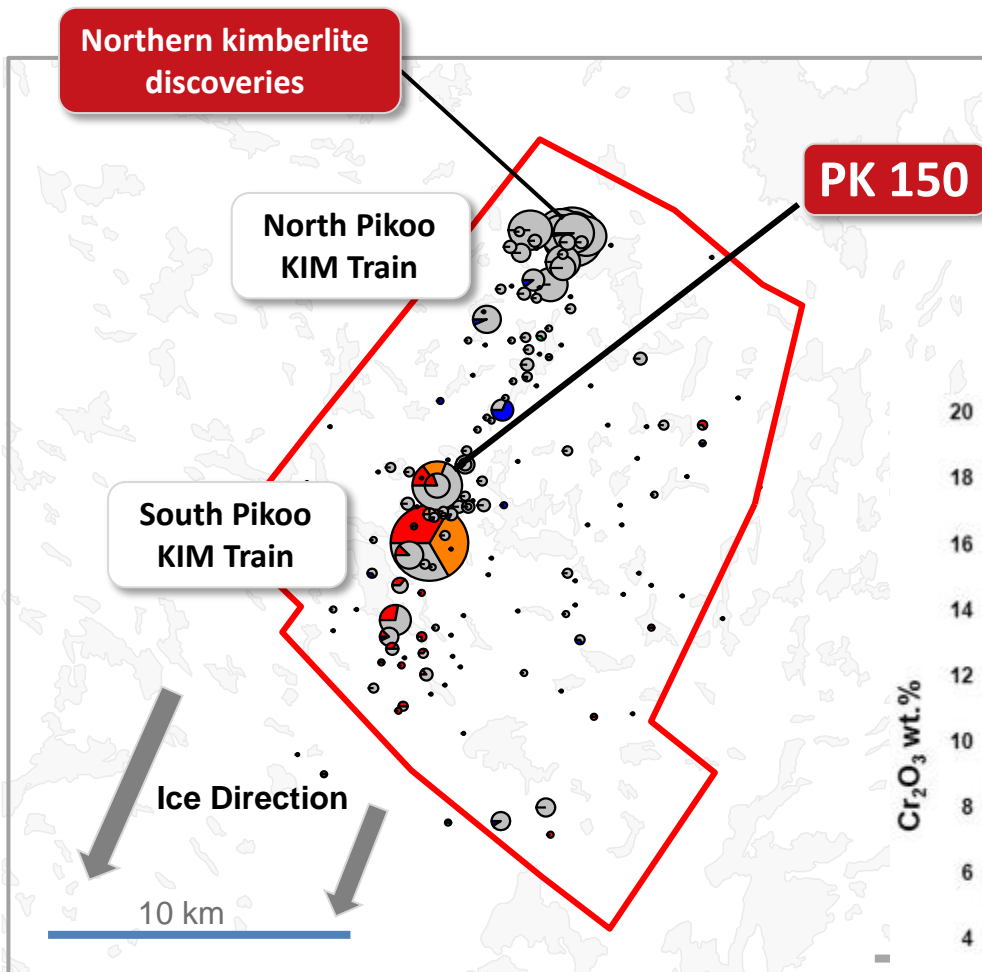 Northern kimberlite
discoveries
PK 150
North Pikoo
KIM Train
South Pikoo
KIM Train
Ice Direction
10 km
20
18
16
14
12
10
8
6
4
Cr₂O₃ wt.%